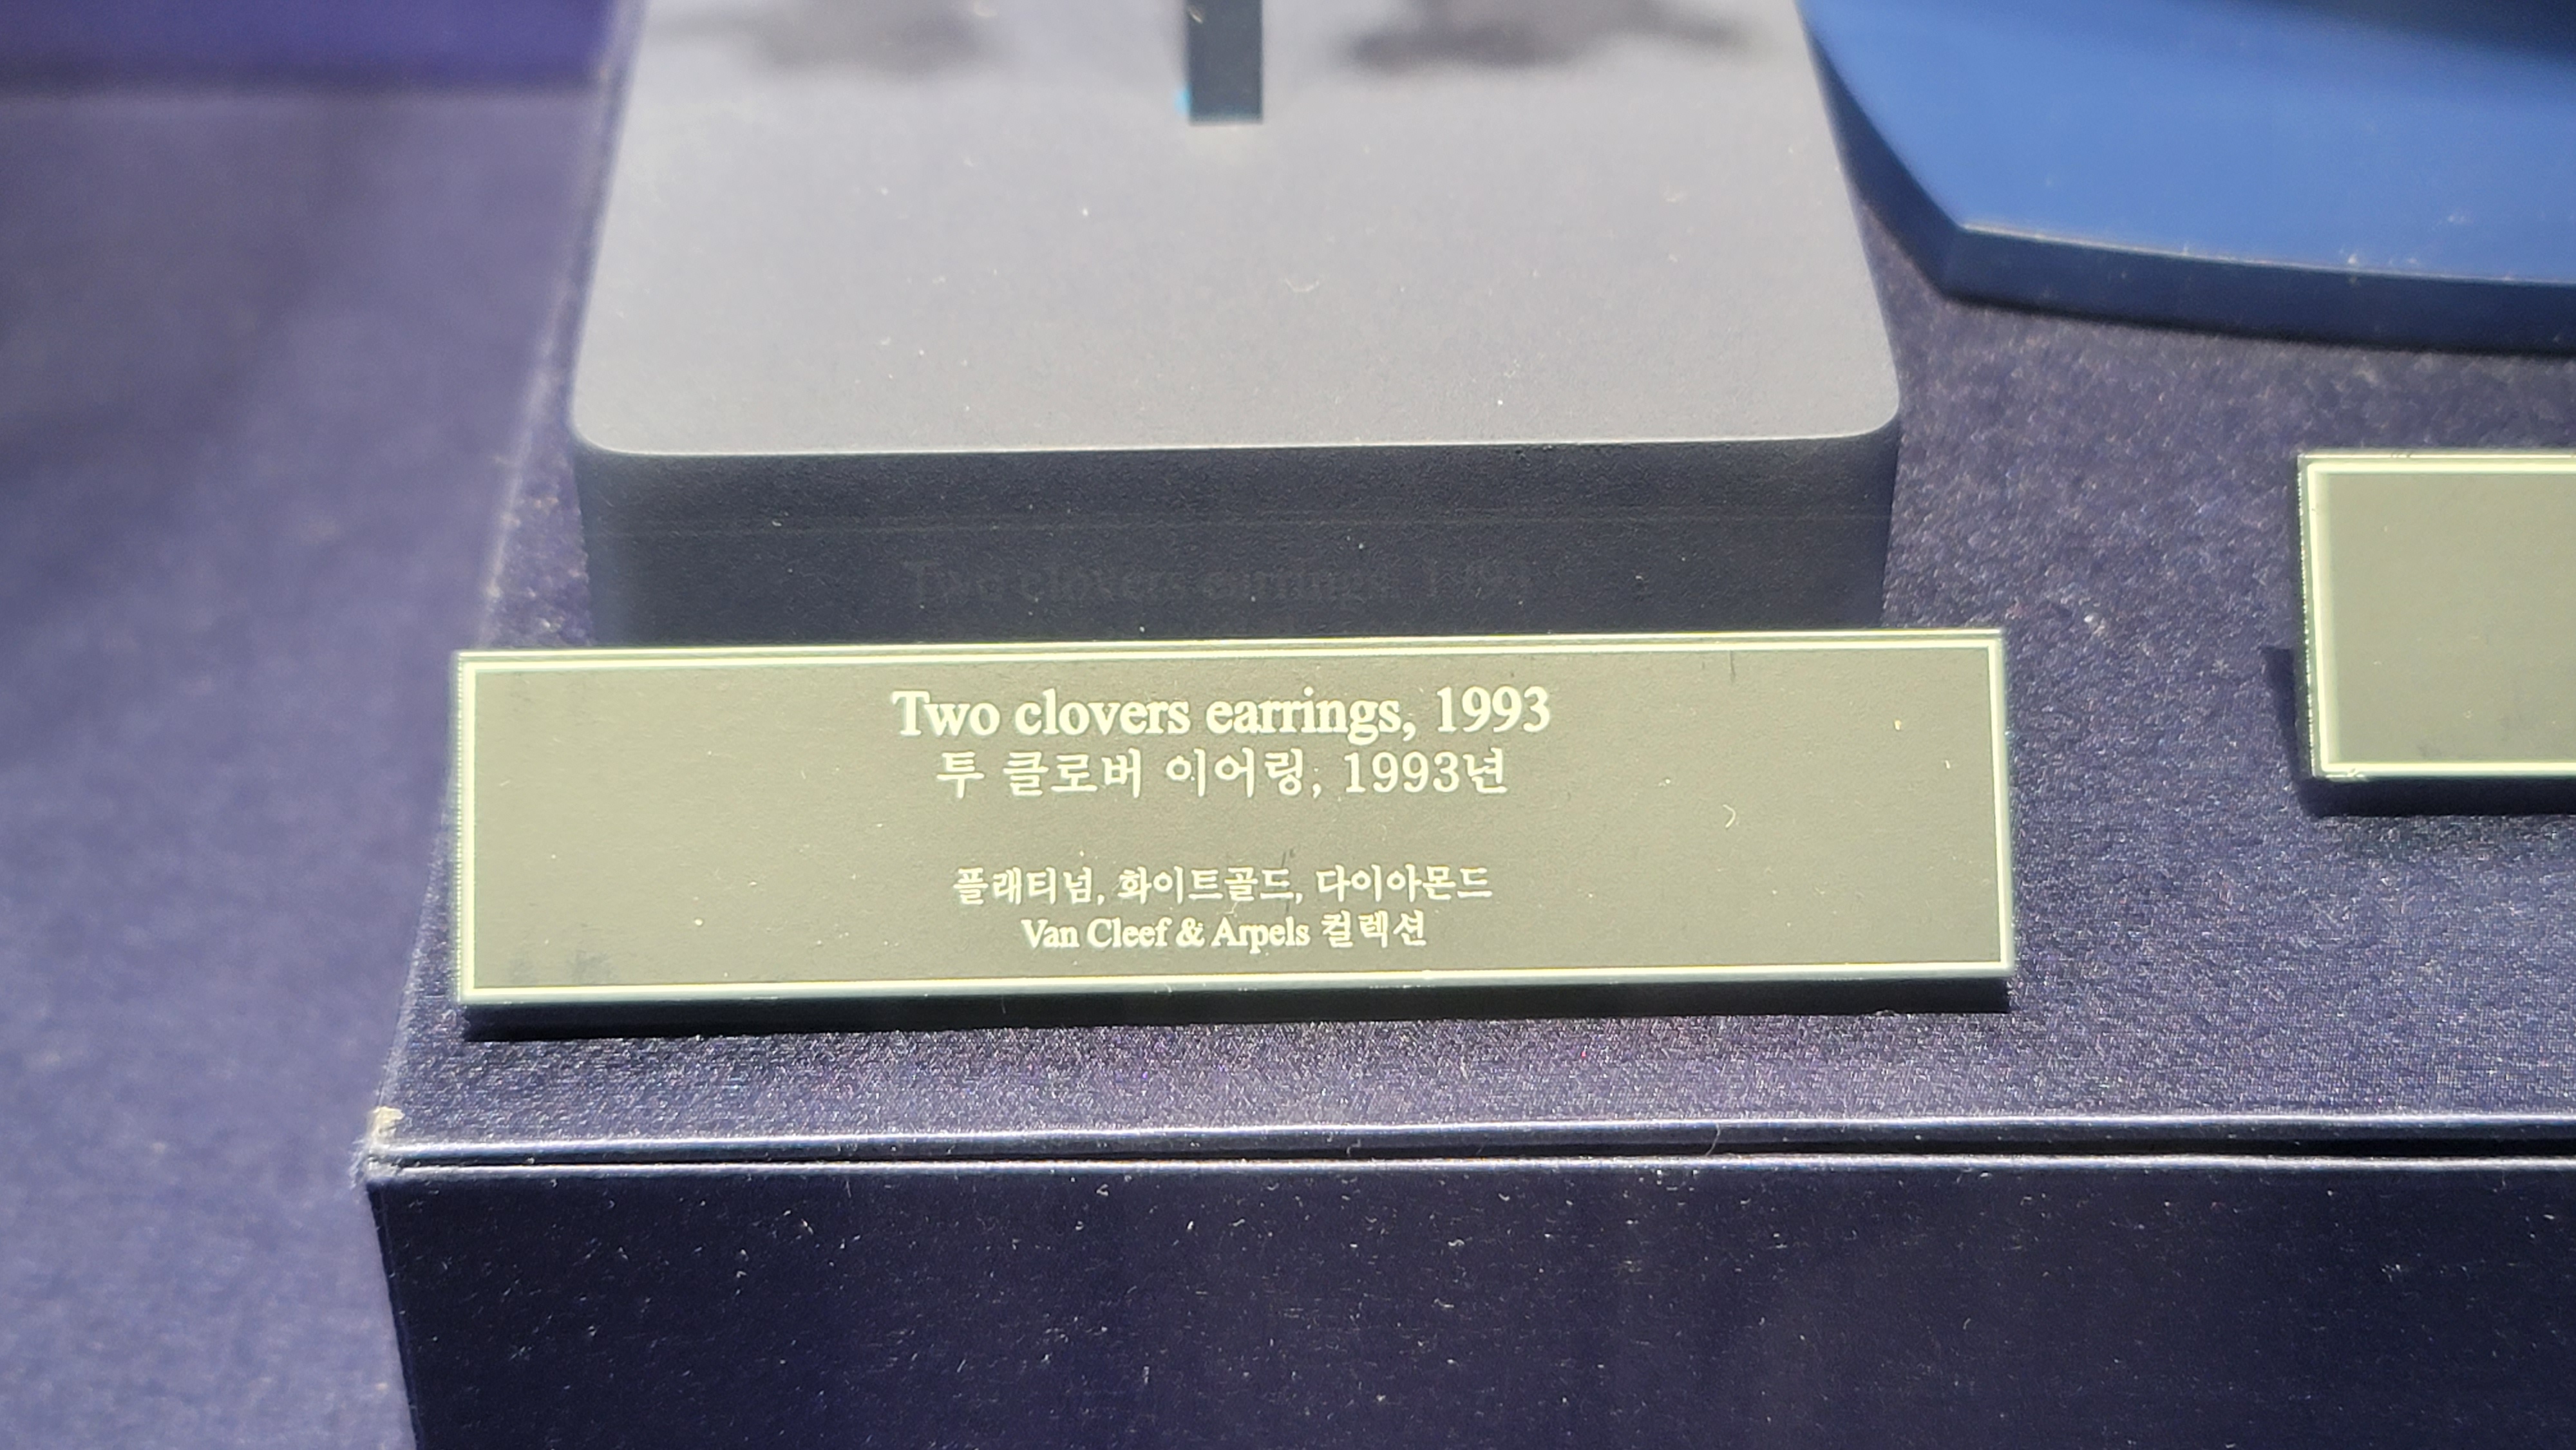 Two clovers earrings, 1993
투 클로버 이어링, 1993년
플래티넘, 화이트골드, 다이아몬드
Van Cleef & Arpels 컬렉션